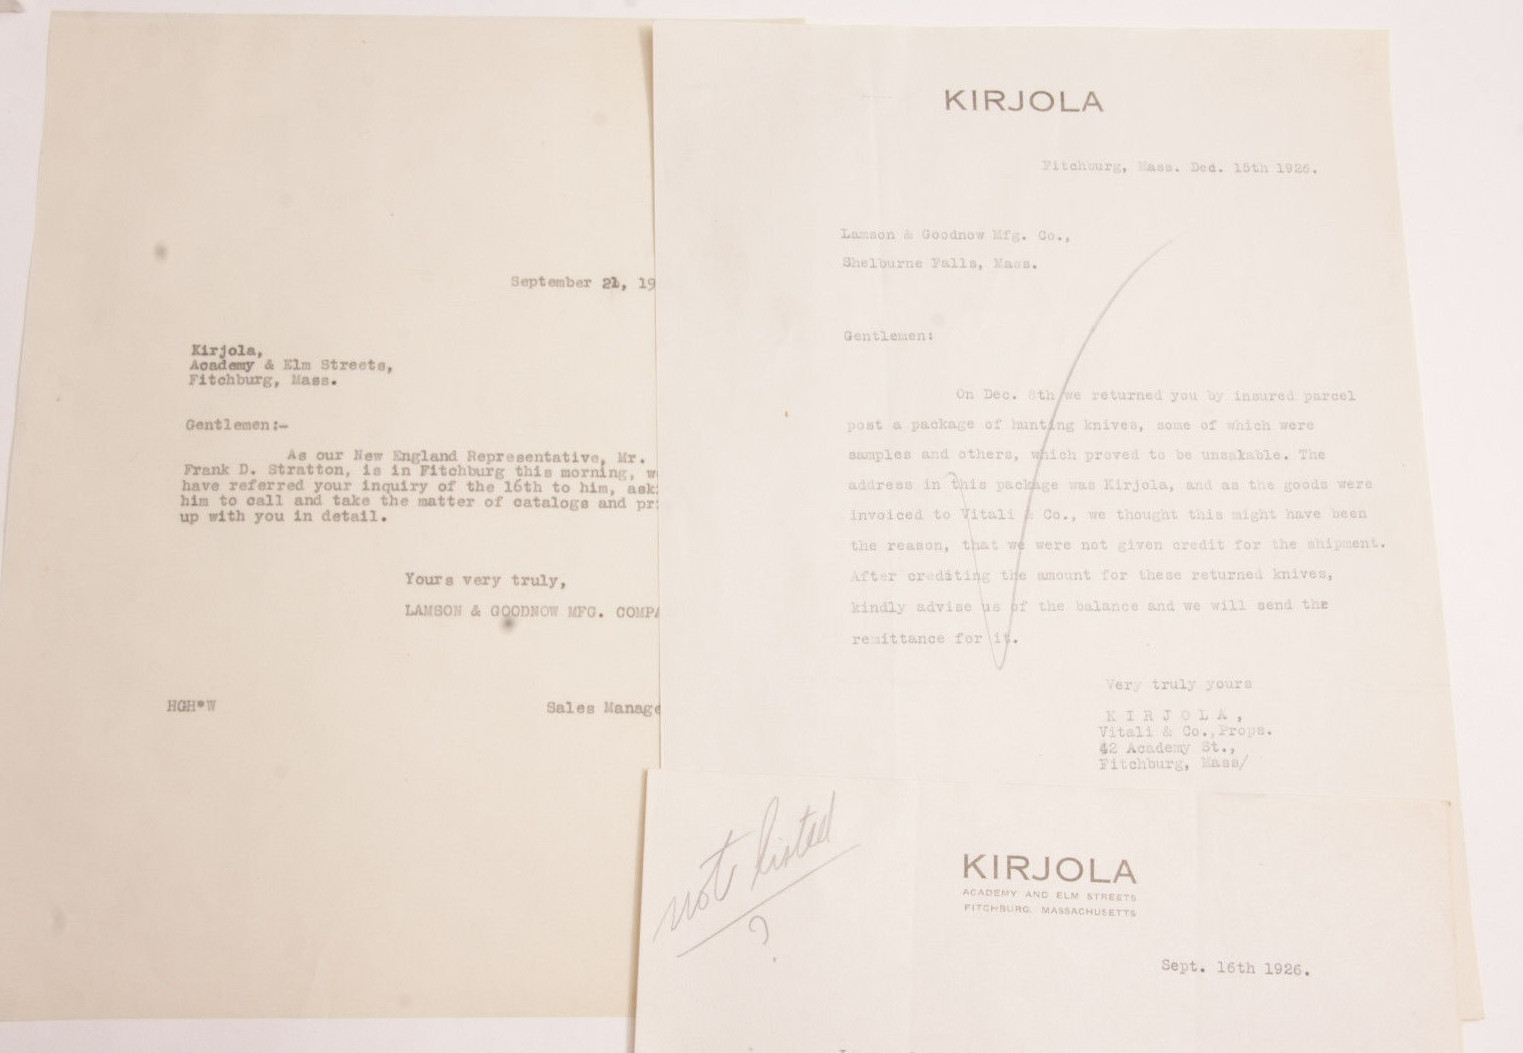 September 21, 19
Kirjola,
Academy & Elm Streets,
Fitchburg, Mass.
Gentlemen:-
As our New England Representative, Mr.
Frank D. Stratton, is in Fitchburg this morning, w
have referred your inquiry of the 16th to him, ask
him to call and take the matter of catalogs and pr
up with you in detail.
Yours very truly,
LAMSON & GOODNOW MFG. COMPA
HGH*W
Sales Manage
KIRJOLA
Fitchburg, Mass. Ded. 15th 1926.
Lamson & Goodnow Mfg. Co.,
Shelburne Falls, Mass.
Gentlemen:
On Dec. 8th we returned you by insured parcel
post a package of hunting knives, some of which were
samples and others, which proved to be unsalable. The
address in this package was Kirjola, and as the goods were
invoiced to Vitali & Co., we thought this might have been
the reason, that we were not given credit for the shipment.
After crediting the amount for these returned knives,
kindly advise us of the balance and we will send the
remittance for it.
Very truly yours
K I R J O L A,
Vitali & Co.,Props.
42 Academy St.,
Fitchburg, Mass/
not listed
?
KIRJOLA
ACADEMY AND ELM STREETS
FITCHBURG, MASSACHUSETTS
Sept. 16th 1926.